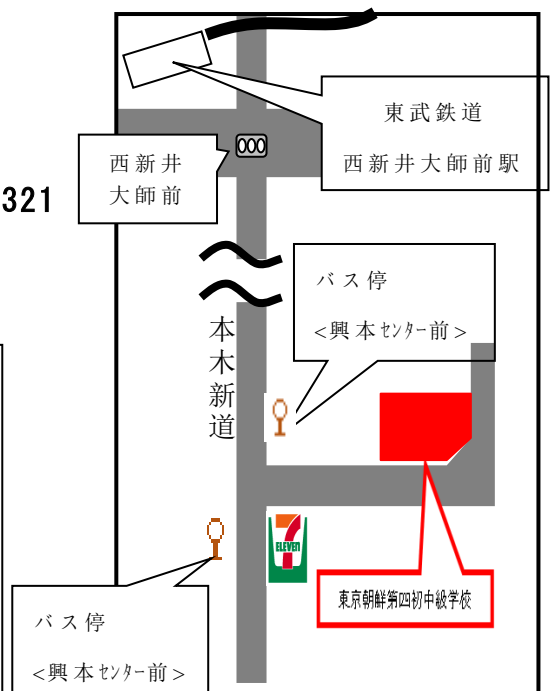 東武鉄道
西新井大師前駅
西新井
大師前
321
バス停
<興本センター前>
本木新道
7
ELEVEN
東京朝鮮第四初中級学校
バス停
<興本センター前>